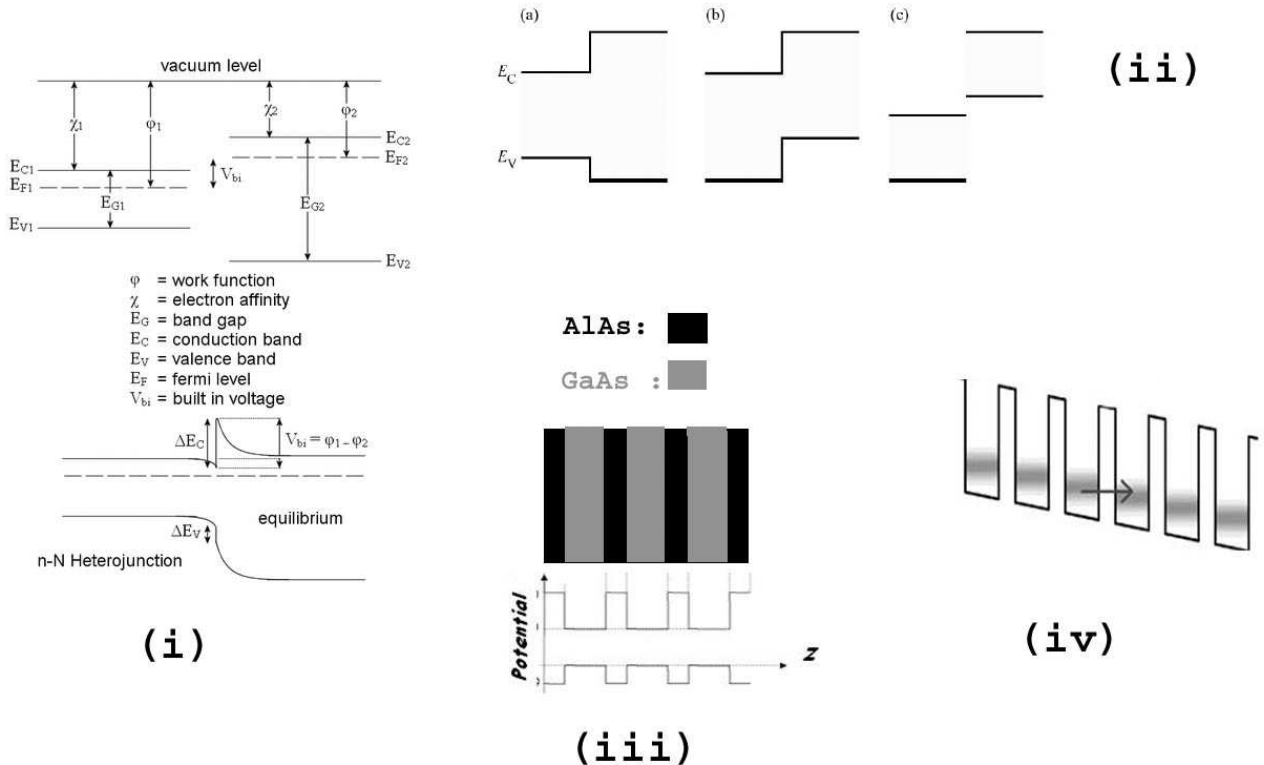 vacuum level
χ1
φ1
χ2
φ2
EC1
EF1
EG1
EV1
Vbi
EC2
EF2
EG2
EV2
φ = work function
χ = electron affinity
EG = band gap
EC = conduction band
EV = valence band
EF = fermi level
Vbi = built in voltage
ΔEC
Vbi = φ1 – φ2
equilibrium
ΔEV
n-N Heterojunction
(i)
(a)
(b)
(c)
EC
EV
(ii)
AlAs:
GaAs :
Potential
z
(iii)
(iv)